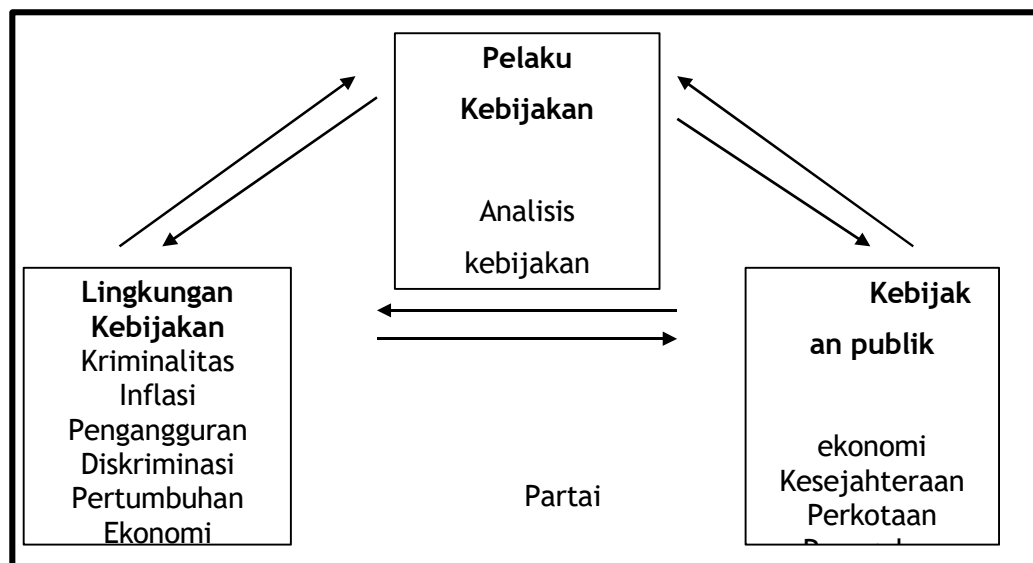 Pelaku
Kebijakan
Analisis
kebijakan
Lingkungan
Kebijakan
Kriminalitas
Inflasi
Pengangguran
Diskriminasi
Pertumbuhan
Ekonomi
Kebijak
an publik
ekonomi
Kesejahteraan
Perkotaan
Partai